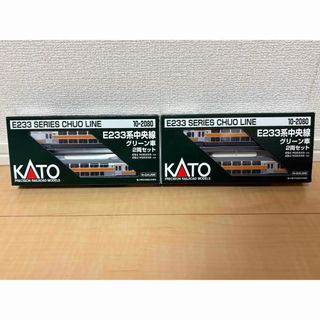 E233 SERIES CHUO LINE 10-2080
E233系中央線
グリーン車
2両セット
KATO
PRECISION RAILROAD MODELS
E233 SERIES CHUO LINE 10-2080
E233系中央線
グリーン車
2両セット
KATO
PRECISION RAILROAD MODELS